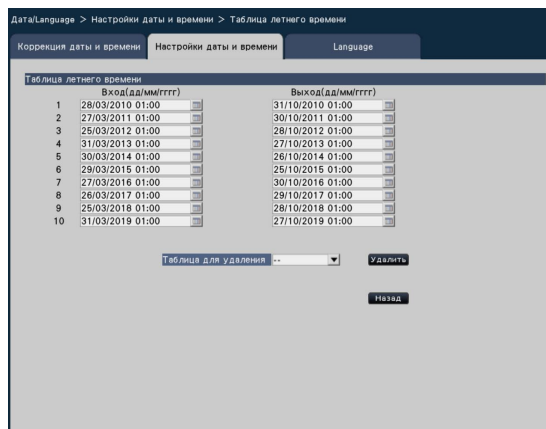 Дата/Language > Настройки даты и времени > Таблица летнего времени
Коррекция даты и времени Настройки даты и времени Language
Таблица летнего времени
Вход(дд/мм/гггг) Выход(дд/мм/гггг)
1 28/03/2010 01:00 31/10/2010 01:00
2 27/03/2011 01:00 30/10/2011 01:00
3 25/03/2012 01:00 28/10/2012 01:00
4 31/03/2013 01:00 27/10/2013 01:00
5 30/03/2014 01:00 26/10/2014 01:00
6 29/03/2015 01:00 25/10/2015 01:00
7 27/03/2016 01:00 30/10/2016 01:00
8 26/03/2017 01:00 29/10/2017 01:00
9 25/03/2018 01:00 28/10/2018 01:00
10 31/03/2019 01:00 27/10/2019 01:00
Таблица для удаления -- Удалить
Назад